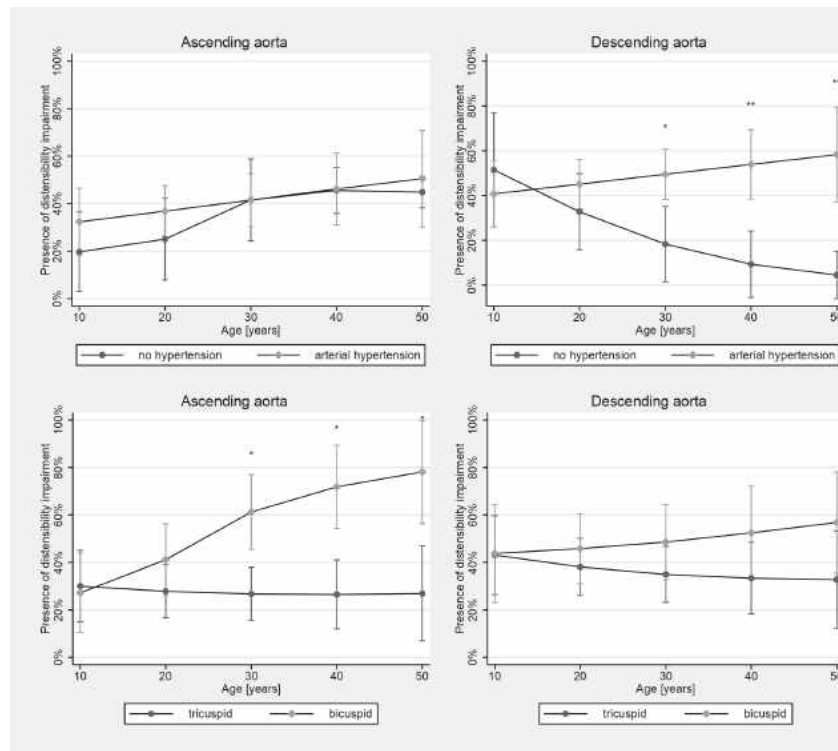 Ascending aorta
Presence of distensibility impairment
100%
80%
60%
40%
20%
0%
10 20 30 40 50
Age [years]
no hypertension arterial hypertension
Descending aorta
Presence of distensibility impairment
100%
80%
60%
40%
20%
0%
* ** **
10 20 30 40 50
Age [years]
no hypertension arterial hypertension
Ascending aorta
Presence of distensibility impairment
100%
80%
60%
40%
20%
0%
* * *
10 20 30 40 50
Age [years]
tricuspid bicuspid
Descending aorta
Presence of distensibility impairment
100%
80%
60%
40%
20%
0%
10 20 30 40 50
Age [years]
tricuspid bicuspid